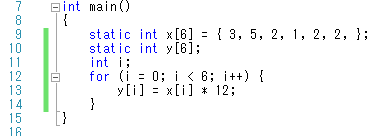 7 int main()
8 {
9 static int x[6] = { 3, 5, 2, 1, 2, 2, };
10 static int y[6];
11 int i;
12 for (i = 0; i < 6; i++) {
13 y[i] = x[i] * 12;
14 }
15 }
16